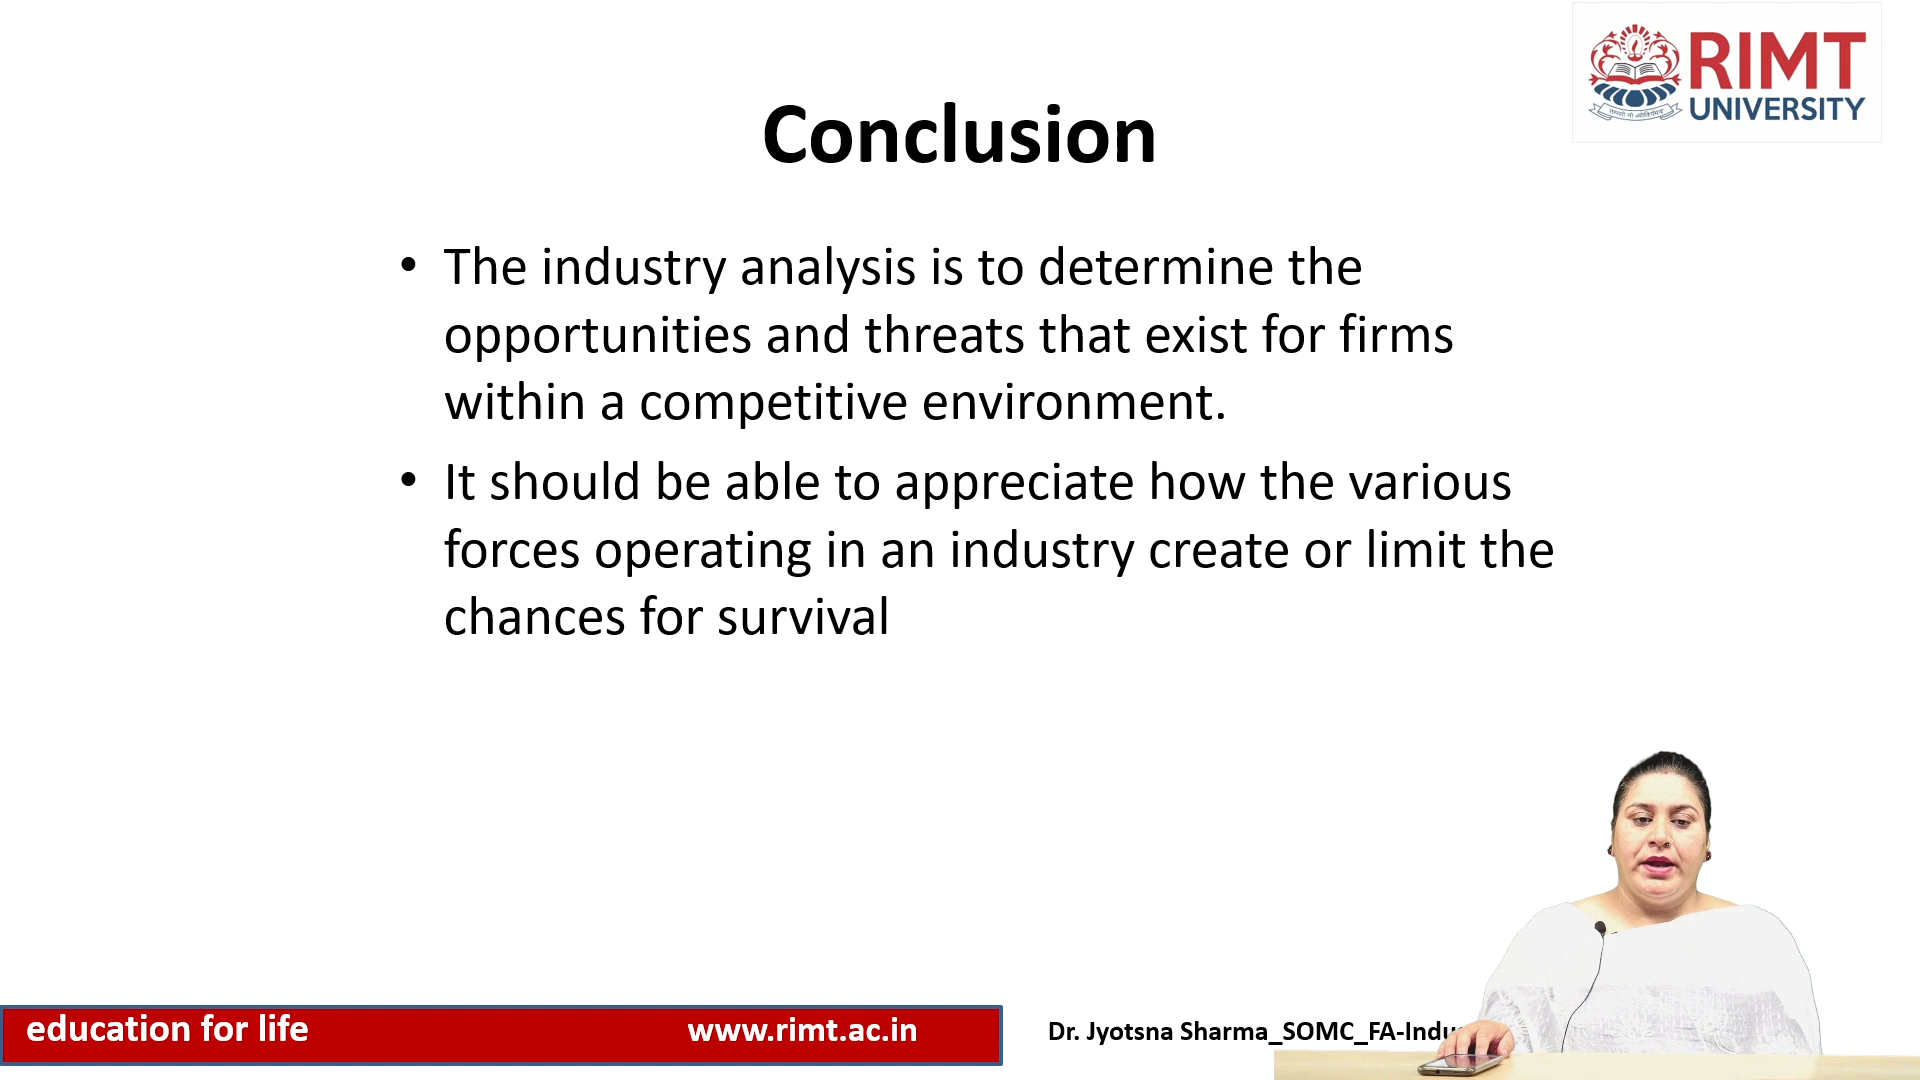 RIMT
UNIVERSITY
Conclusion
• The industry analysis is to determine the
opportunities and threats that exist for firms
within a competitive environment.
• It should be able to appreciate how the various
forces operating in an industry create or limit the
chances for survival
education for life
www.rimt.ac.in
Dr. Jyotsna Sharma_SOMC_FA-Indu